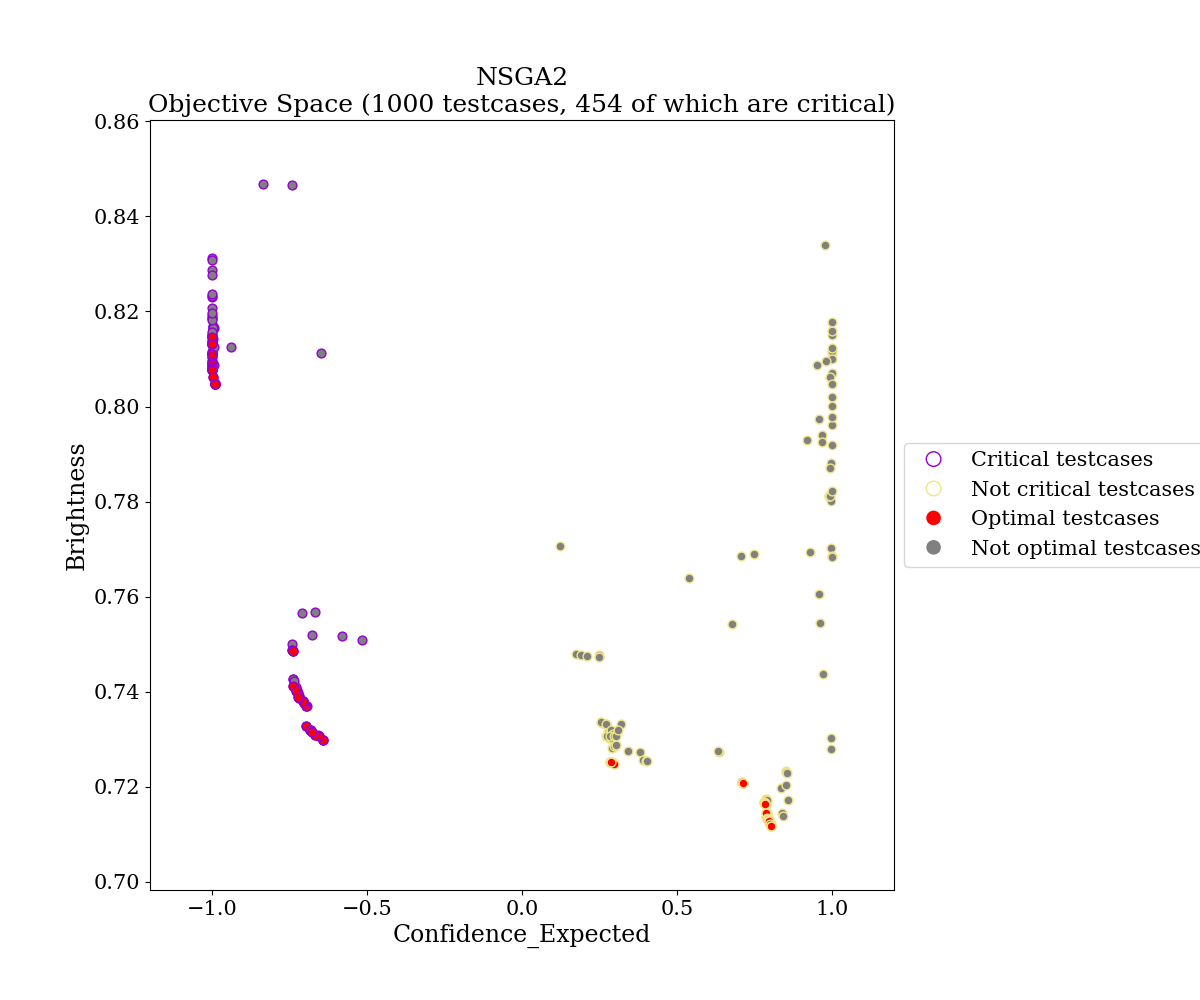 NSGA2
Objective Space (1000 testcases, 454 of which are critical)
0.86
0.84
0.82
0.80
0.78
0.76
0.74
0.72
0.70
Brightness
−1.0
−0.5
0.0
0.5
1.0
Confidence_Expected
Critical testcases
Not critical testcases
Optimal testcases
Not optimal testcases